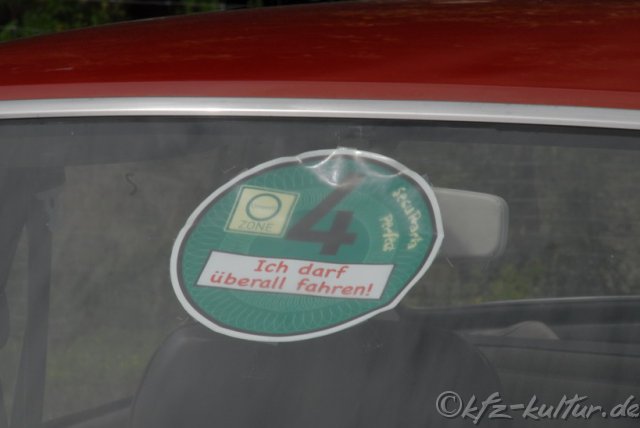 4
ZONE
Ich darf
überall fahren!
©kfz-kultur.de